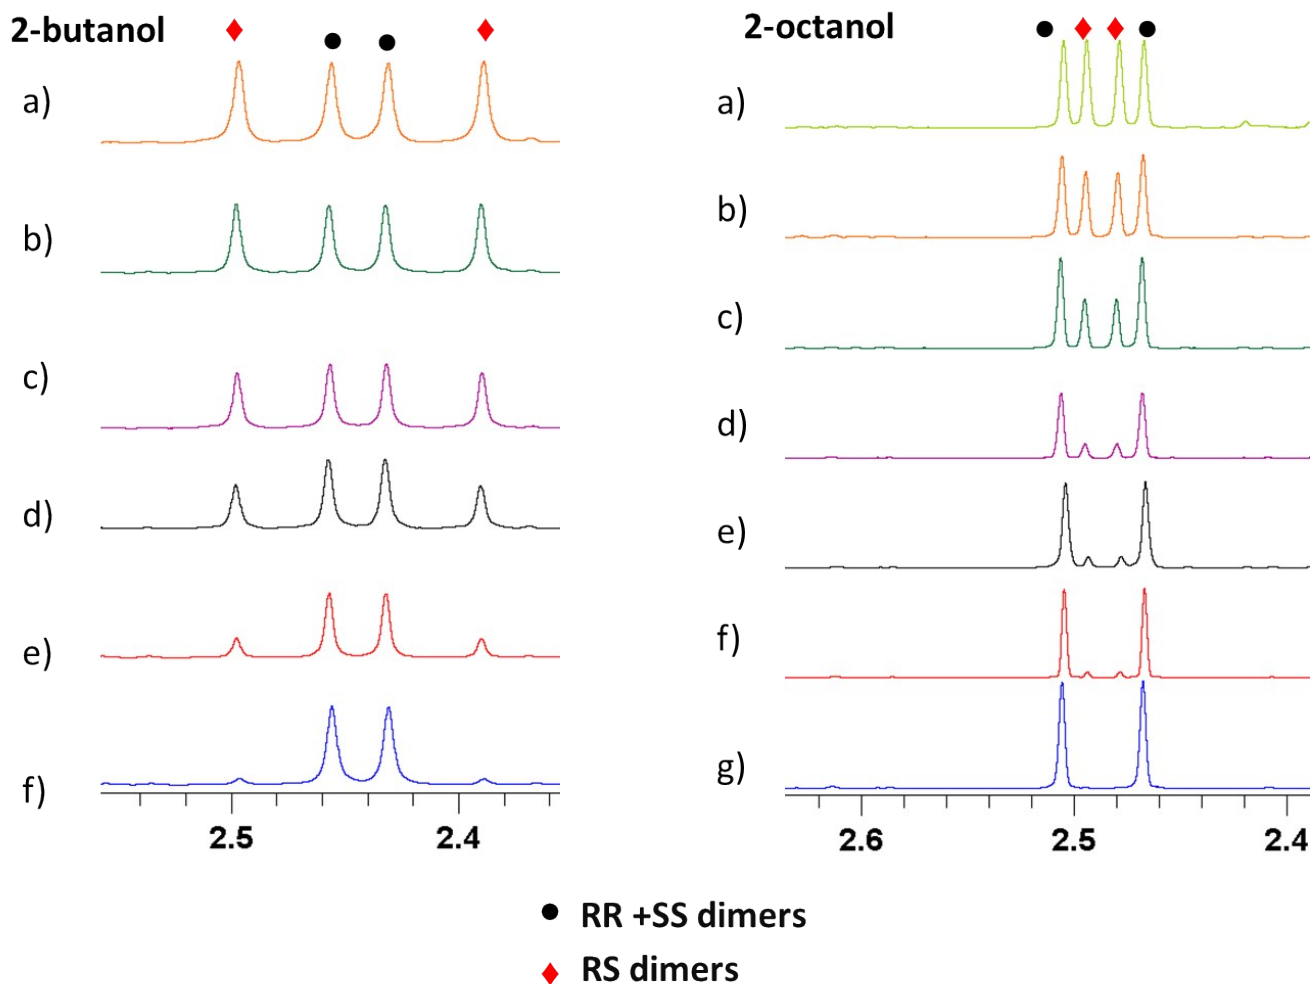 2-butanol
a)
b)
c)
d)
e)
f)
2.5 2.4
2-octanol
a)
b)
c)
d)
e)
f)
g)
2.6 2.5 2.4
RR +SS dimers
RS dimers